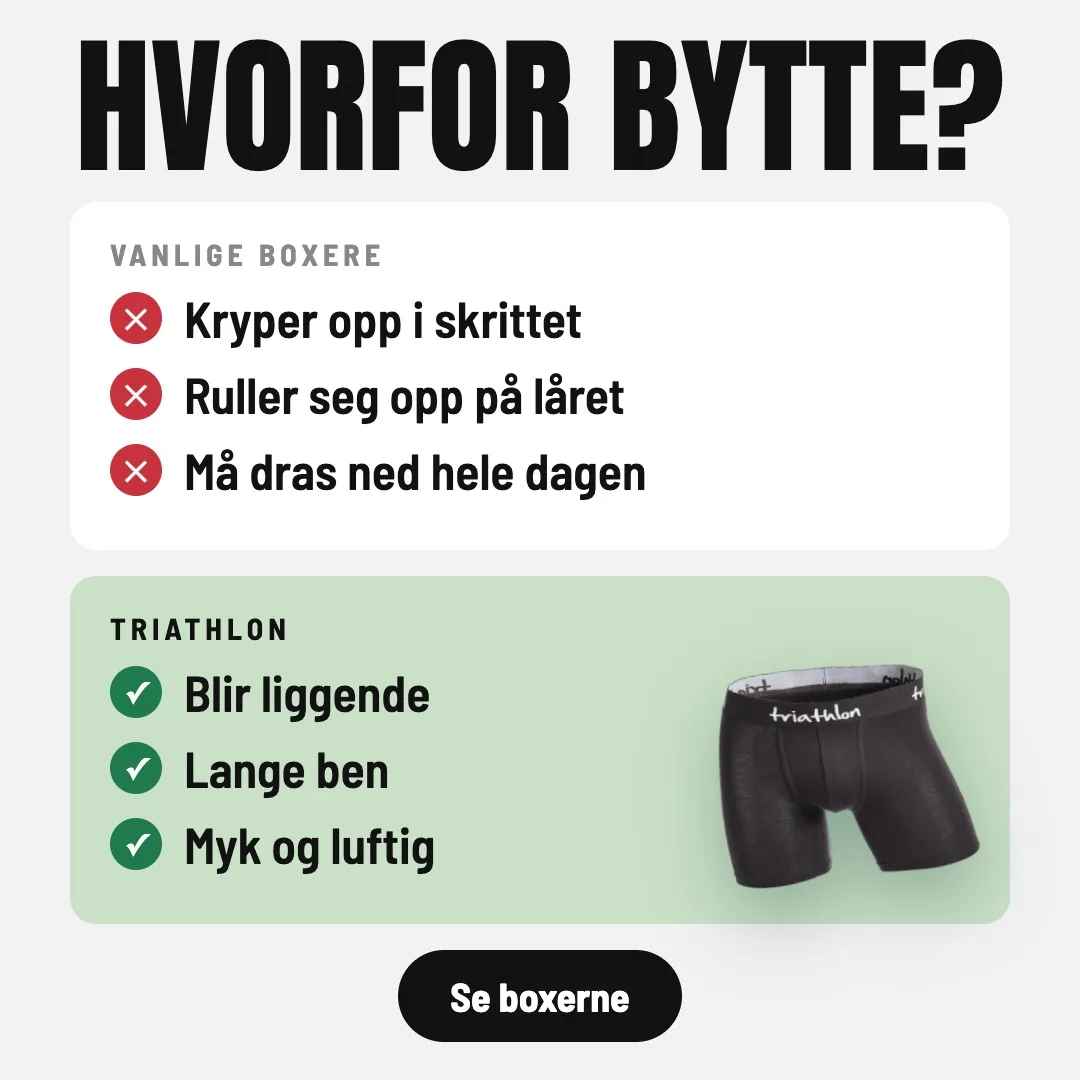 HVORFOR BYTTE?
VANLIGE BOXERE
Kryper opp i skrittet
Ruller seg opp på låret
Må dras ned hele dagen
TRIATHLON
Blir liggende
Lange ben
Myk og luftig
triathlon
Se boxerne